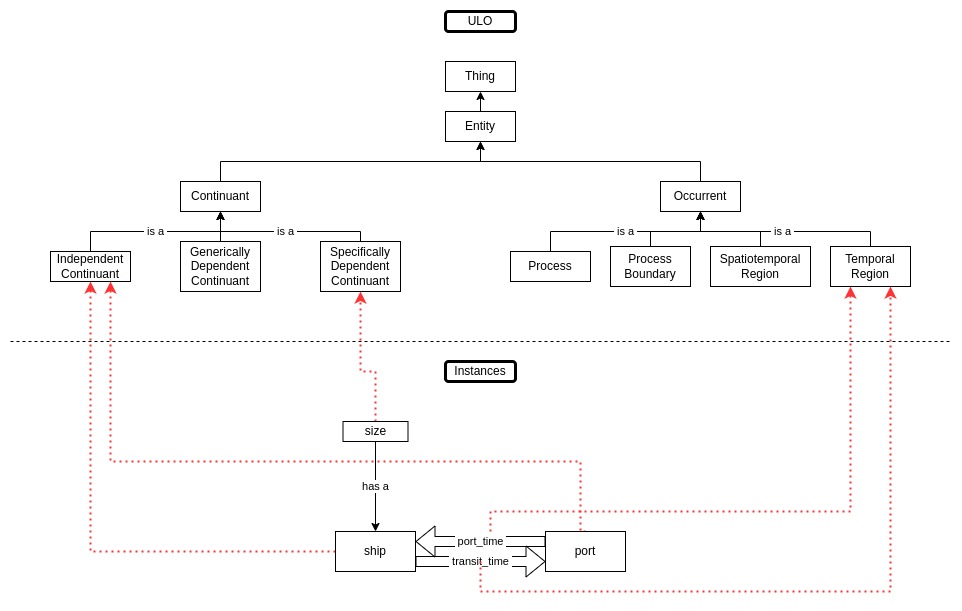 ULO
Thing
Entity
Continuant
Occurrent
is a
is a
is a
is a
Independent
Continuant
Generically
Dependent
Continuant
Specifically
Dependent
Continuant
Process
Process
Boundary
Spatiotemporal
Region
Temporal
Region
Instances
size
has a
ship
port_time
transit_time
port